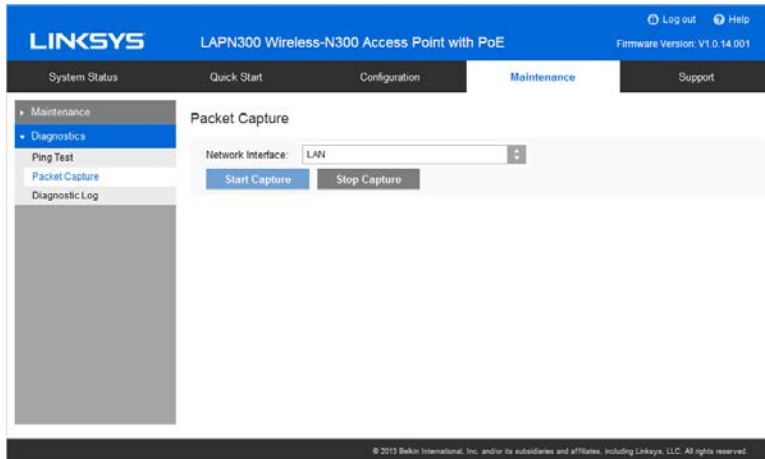 Log out Help
LINKSYS LAPN300 Wireless-N300 Access Point with PoE Firmware Version: V1.0.14.001
System Status Quick Start Configuration Maintenance Support
Maintenance
Diagnostics
Ping Test
Packet Capture
Diagnostic Log
Packet Capture
Network Interface: LAN
Start Capture Stop Capture
© 2013 Belkin International, Inc. and/or its subsidiaries and affiliates, including Linksys, LLC. All rights reserved.